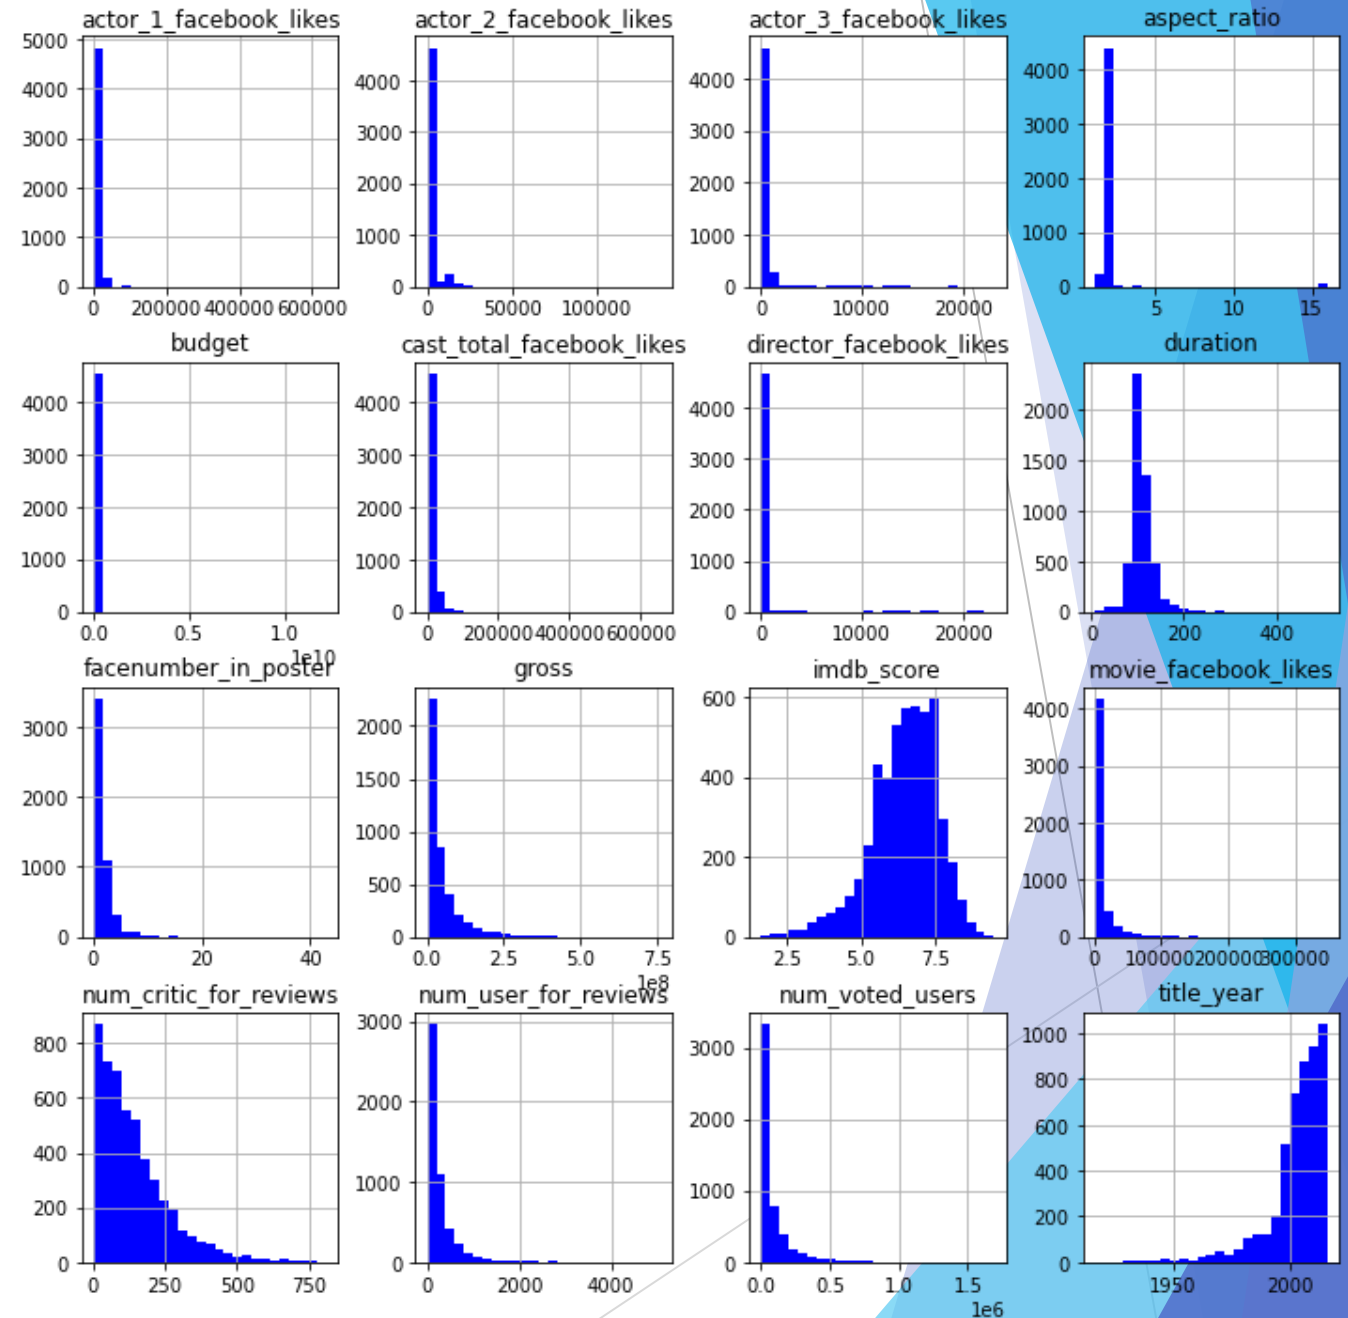 actor_1_facebook_likes actor_2_facebook_likes actor_3_facebook_likes aspect_ratio
5000
4000 4000 4000 4000
3000 3000 3000 3000
2000 2000 2000 2000
1000 1000 1000 1000
0 0 0 0
0 200000 400000 600000 0 50000 100000 0 10000 20000 5 10 15
budget cast_total_facebook_likes director_facebook_likes duration
4000 4000 4000 2000
3000 3000 3000 1500
2000 2000 2000 1000
1000 1000 1000 500
0 0 0 0
0.0 0.5 1.0 0 200000 400000 600000 0 10000 20000 0 200 400
1e10
facenumber_in_poster gross imdb_score movie_facebook_likes
3000 2000 600 4000
2000 1500 400 3000
1000 1000 200 2000
0 500 0 1000
0 0
0 20 40 0.0 2.5 5.0 7.5 2.5 5.0 7.5 0 100000 200000 300000
1e8
num_critic_for_reviews num_user_for_reviews num_voted_users title_year
800 3000 3000 1000
600 2000 2000 800
400 1000 1000 600
200 0 0 400
0 200
0
0 250 500 750 0 2000 4000 0.0 0.5 1.0 1.5 1950 2000
1e6